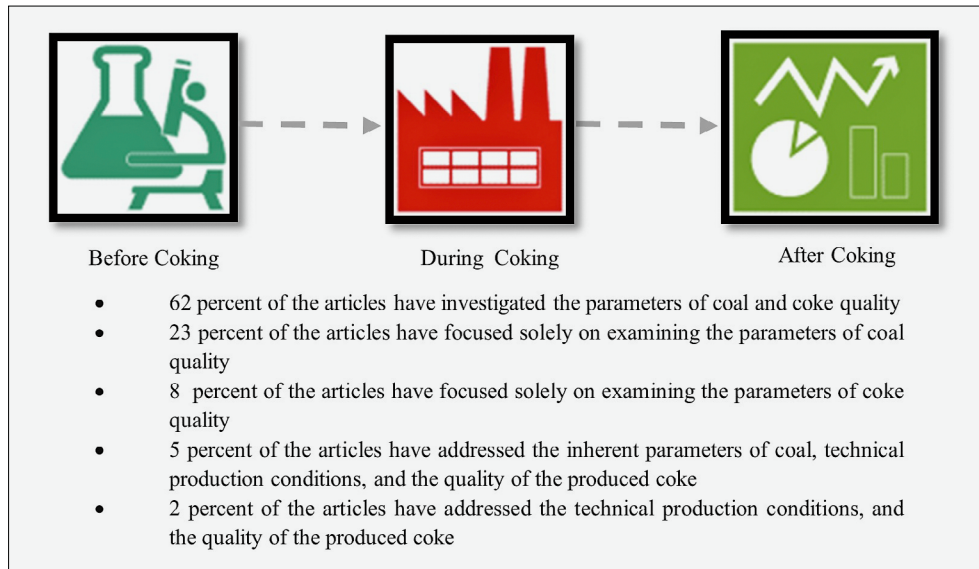 Before Coking
During Coking
After Coking
• 62 percent of the articles have investigated the parameters of coal and coke quality
• 23 percent of the articles have focused solely on examining the parameters of coal
quality
• 8 percent of the articles have focused solely on examining the parameters of coke
quality
• 5 percent of the articles have addressed the inherent parameters of coal, technical
production conditions, and the quality of the produced coke
• 2 percent of the articles have addressed the technical production conditions, and
the quality of the produced coke